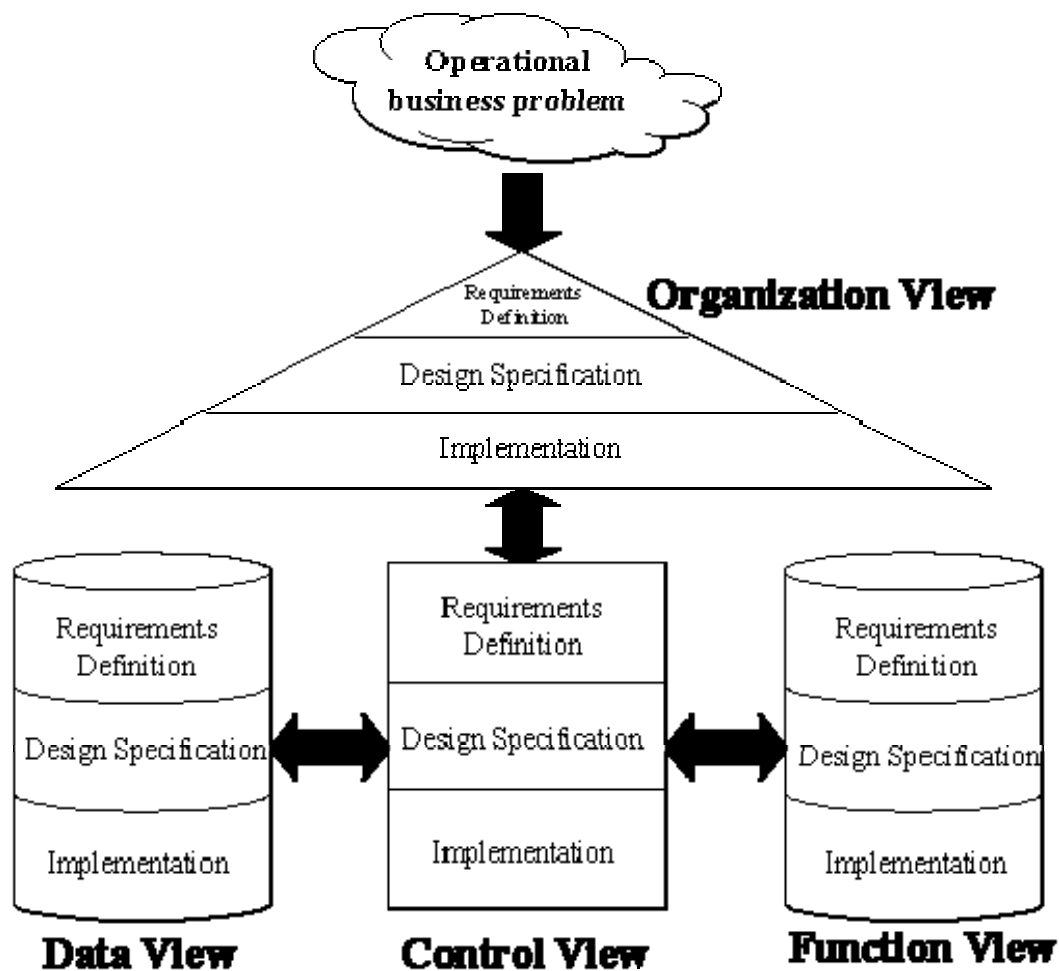 Operational
business problem
Organization View
Requirements
Definition
Design Specification
Implementation
Requirements
Definition
Design Specification
Implementation
Data View
Requirements
Definition
Design Specification
Implementation
Control View
Requirements
Definition
Design Specification
Implementation
Function View